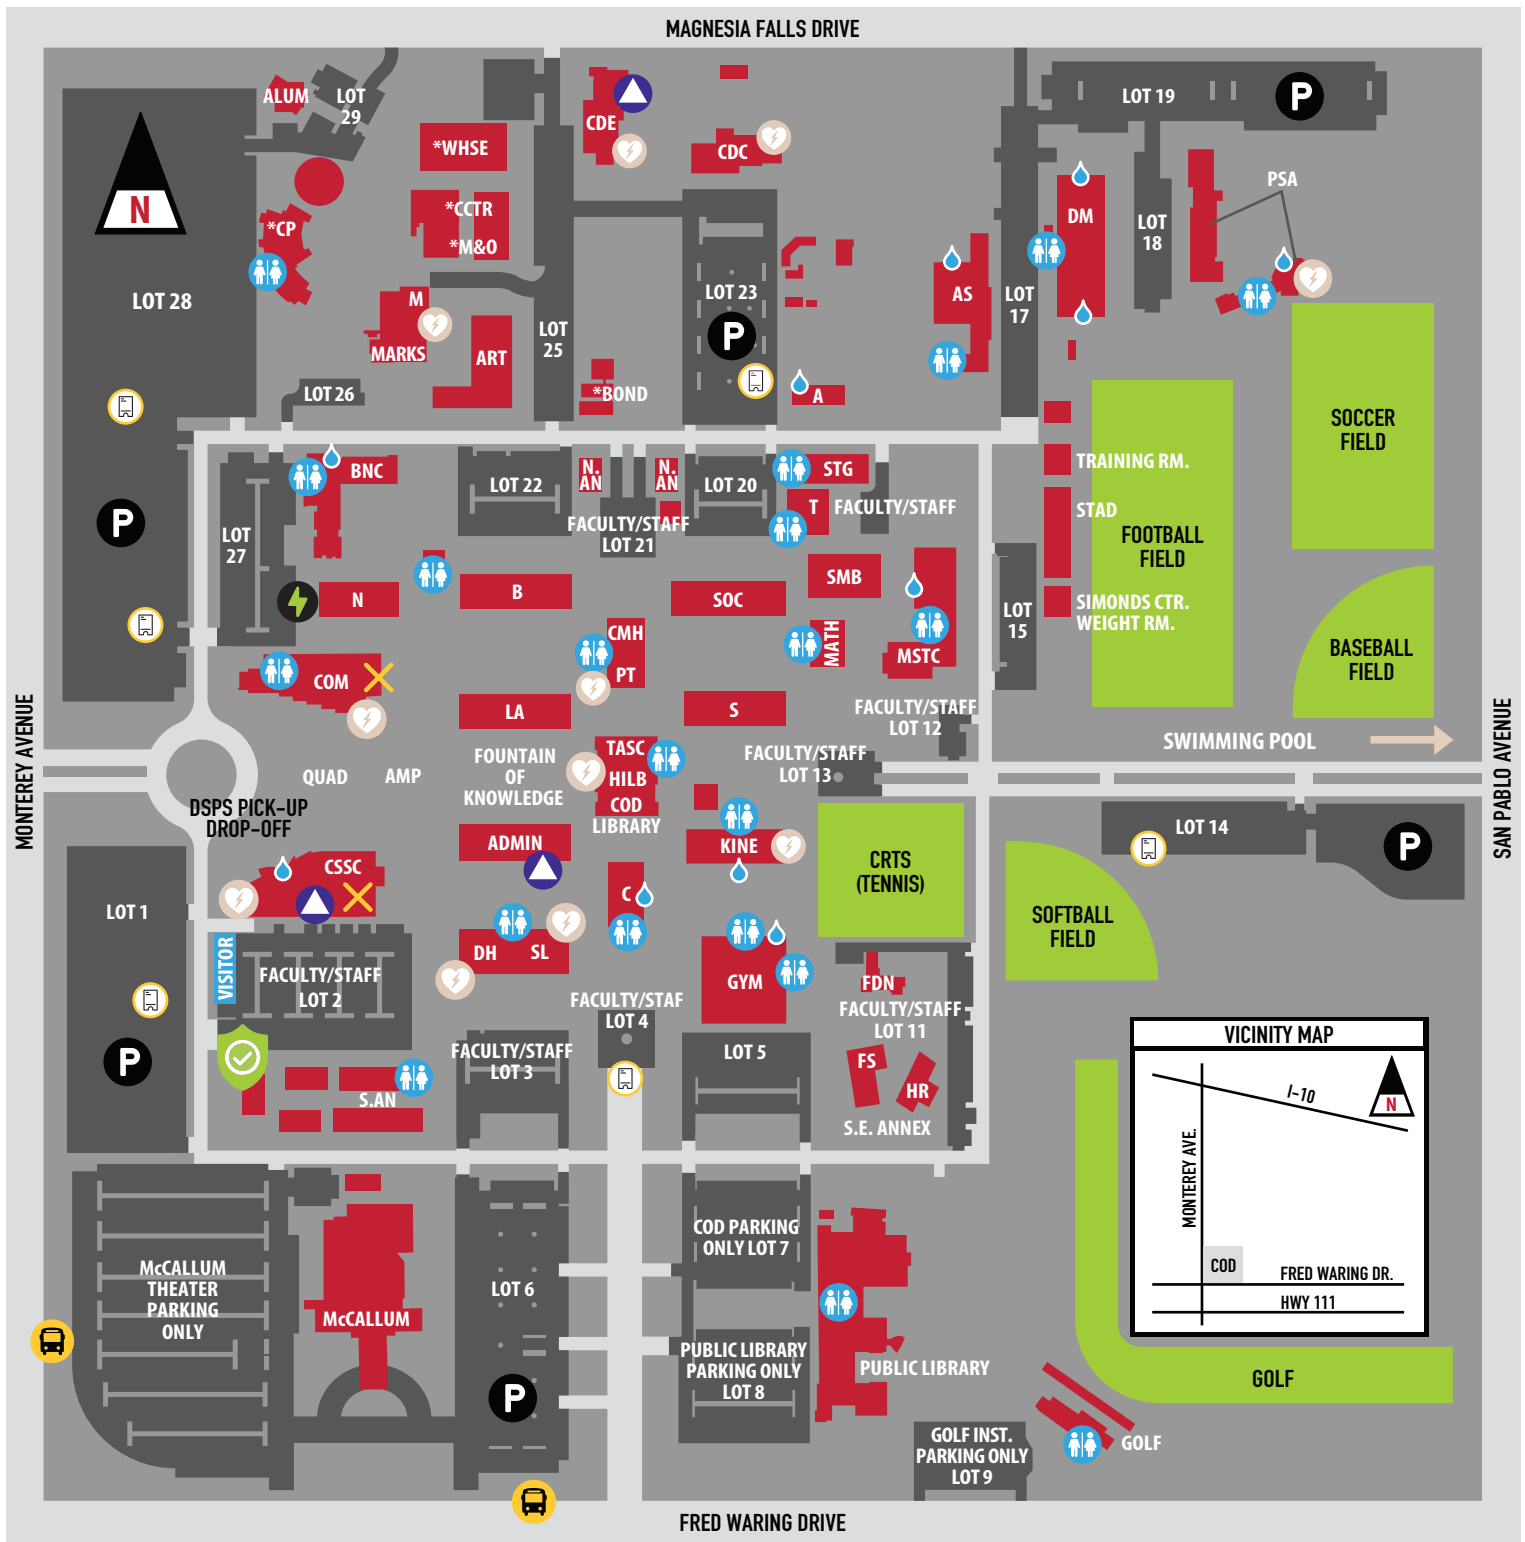 MAGNESIA FALLS DRIVE
ALUM
LOT
29
CDE
LOT 19
P
*WHSE
CDC
N
*CCTR
*M&O
*CP
DM
LOT
18
PSA
LOT 28
M
MARKS
ART
LOT
25
LOT 23
P
AS
LOT
17
LOT 26
*BOND
A
SOCCER
FIELD
BNC
LOT 22
N.
AN
N.
AN
LOT 20
STG
TRAINING RM.
P
LOT
27
FACULTY/STAFF
LOT 21
T
FACULTY/STAFF
STAD
FOOTBALL
FIELD
N
B
SOC
SMB
LOT
15
SIMONDS CTR.
WEIGHT RM.
CMH
PT
MATH
MSTC
BASEBALL
FIELD
COM
LA
S
FACULTY/STAFF
LOT 12
MONTEREY AVENUE
SAN PABLO AVENUE
SWIMMING POOL
QUAD
AMP
FOUNTAIN
OF
KNOWLEDGE
TASC
HILB
COD
LIBRARY
FACULTY/STAFF
LOT 13
DSPS PICK-UP
DROP-OFF
ADMIN
KINE
CRTS
(TENNIS)
LOT 14
P
CSSC
C
LOT 1
SOFTBALL
FIELD
VISITOR
FACULTY/STAFF
LOT 2
DH
SL
GYM
FDN
FACULTY/STAF
LOT 4
FACULTY/STAFF
LOT 11
P
FACULTY/STAFF
LOT 3
LOT 5
FS
HR
S.AN
S.E. ANNEX
VICINITY MAP
I-10
N
MONTEREY AVE.
COD
FRED WARING DR.
HWY 111
McCALLUM
THEATER
PARKING
ONLY
McCALLUM
LOT 6
P
COD PARKING
ONLY LOT 7
PUBLIC LIBRARY
PARKING ONLY
LOT 8
PUBLIC LIBRARY
GOLF
GOLF INST.
PARKING ONLY
LOT 9
GOLF
FRED WARING DRIVE